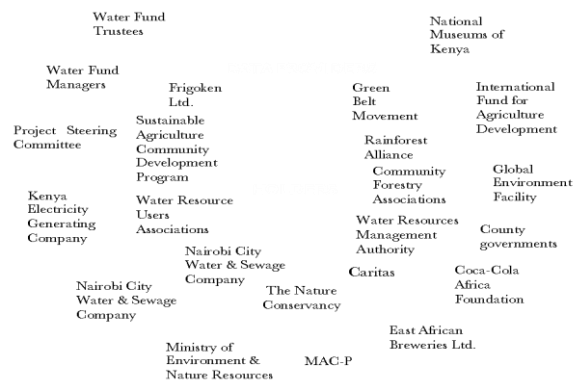 Water Fund
Trustees
National
Museums of
Kenya
Water Fund
Managers
Frigoken
Ltd.
Green
Belt
Movement
International
Fund for
Agriculture
Development
Project Steering
Committee
Sustainable
Agriculture
Community
Development
Program
Rainforest
Alliance
Community
Forestry
Associations
Global
Environment
Facility
Kenya
Electricity
Generating
Company
Water Resource
Users
Associations
Water Resources
Management
Authority
County
governments
Nairobi City
Water & Sewage
Company
Caritas
Coca-Cola
Africa
Foundation
Nairobi City
Water & Sewage
Company
The Nature
Conservancy
East African
Breweries Ltd.
Ministry of
Environment &
Nature Resources
MAC-P